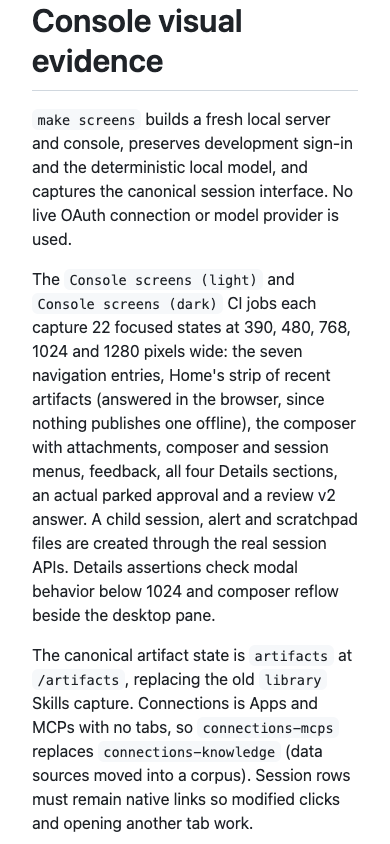 Console visual
evidence
make screens builds a fresh local server
and console, preserves development sign-in
and the deterministic local model, and
captures the canonical session interface. No
live OAuth connection or model provider is
used.
The Console screens (light) and
Console screens (dark) CI jobs each
capture 22 focused states at 390, 480, 768,
1024 and 1280 pixels wide: the seven
navigation entries, Home's strip of recent
artifacts (answered in the browser, since
nothing publishes one offline), the composer
with attachments, composer and session
menus, feedback, all four Details sections,
an actual parked approval and a review v2
answer. A child session, alert and scratchpad
files are created through the real session
APIs. Details assertions check modal
behavior below 1024 and composer reflow
beside the desktop pane.
The canonical artifact state is artifacts at
/artifacts, replacing the old library
Skills capture. Connections is Apps and
MCPs with no tabs, so connections-mcps
replaces connections-knowledge (data
sources moved into a corpus). Session rows
must remain native links so modified clicks
and opening another tab work.